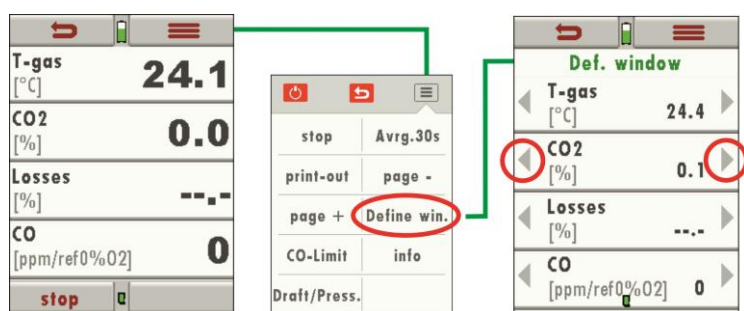 T-gas
[°C] 24.1
CO2
[%] 0.0
Losses
[%] --.-
CO
[ppm/ref0%O2] 0
stop
stop Avrg.30s
print-out page -
page + Define win.
CO-Limit info
Draft/Press.
Def. window
T-gas
[°C] 24.4
CO2
[%] 0.1
Losses
[%] --.-
CO
[ppm/ref0%O2] 0